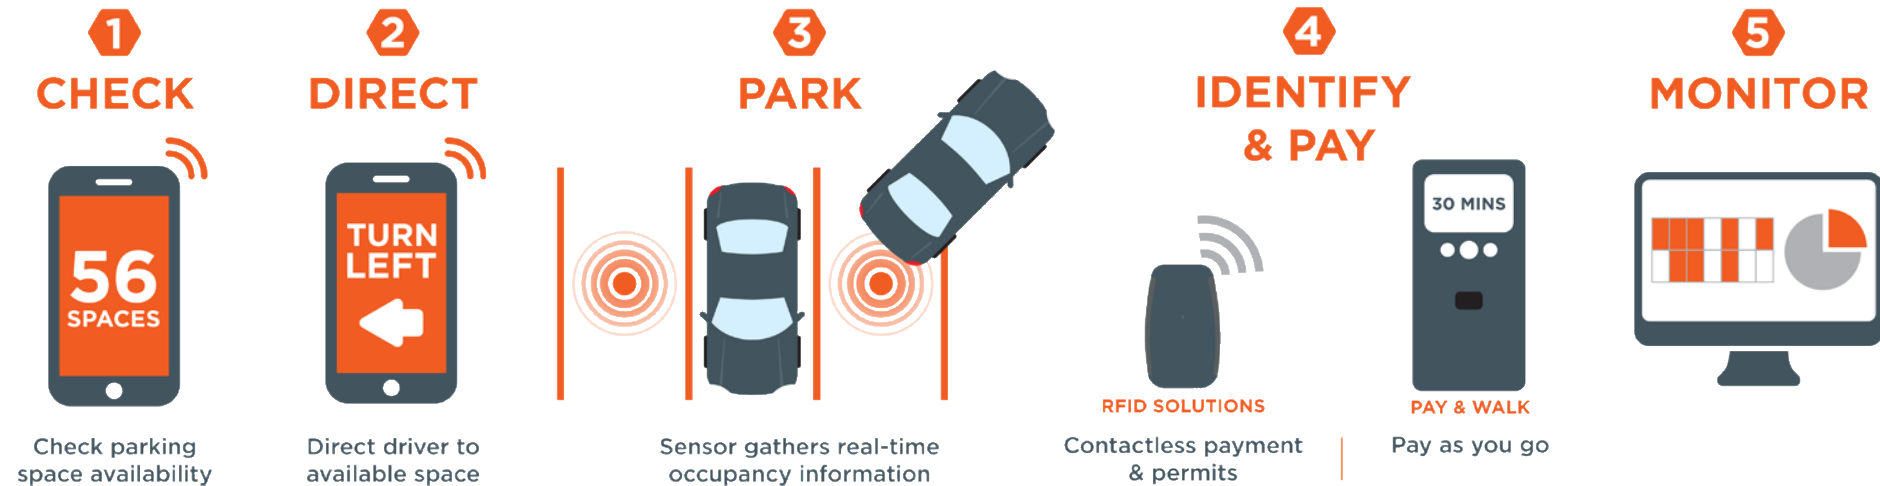 1
CHECK
56
SPACES
Check parking
space availability
2
DIRECT
TURN
LEFT
Direct driver to
available space
3
PARK
Sensor gathers real-time
occupancy information
4
IDENTIFY
& PAY
RFID SOLUTIONS
Contactless payment
& permits
30 MINS
PAY & WALK
Pay as you go
5
MONITOR